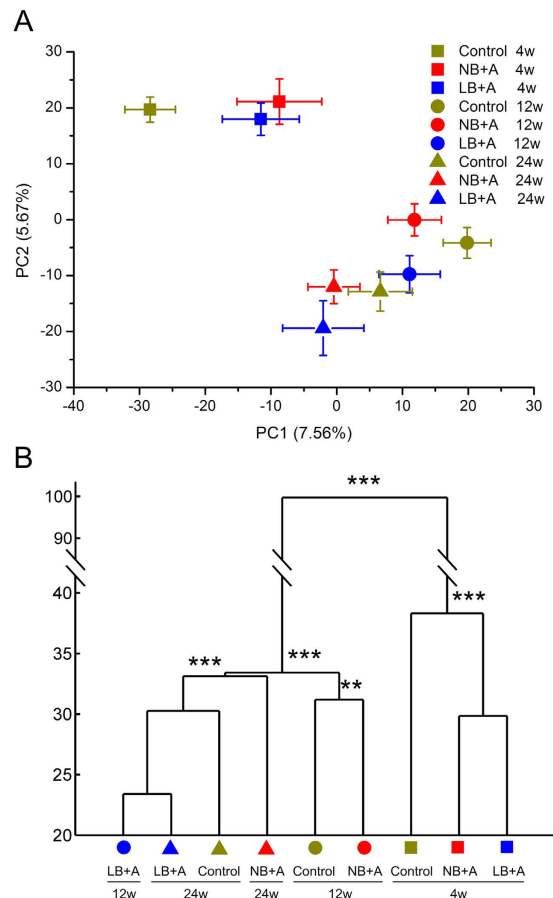 A
30
20
10
0
-10
-20
-30
PC2 (5.67%)
-40 -30 -20 -10 0 10 20 30
PC1 (7.56%)
Control 4w
NB+A 4w
LB+A 4w
Control 12w
NB+A 12w
LB+A 12w
Control 24w
NB+A 24w
LB+A 24w
B
100
90
40
35
30
25
20
***
***
*** ***
**
LB+A LB+A Control NB+A Control NB+A Control NB+A LB+A
12w 24w 24w 12w 4w